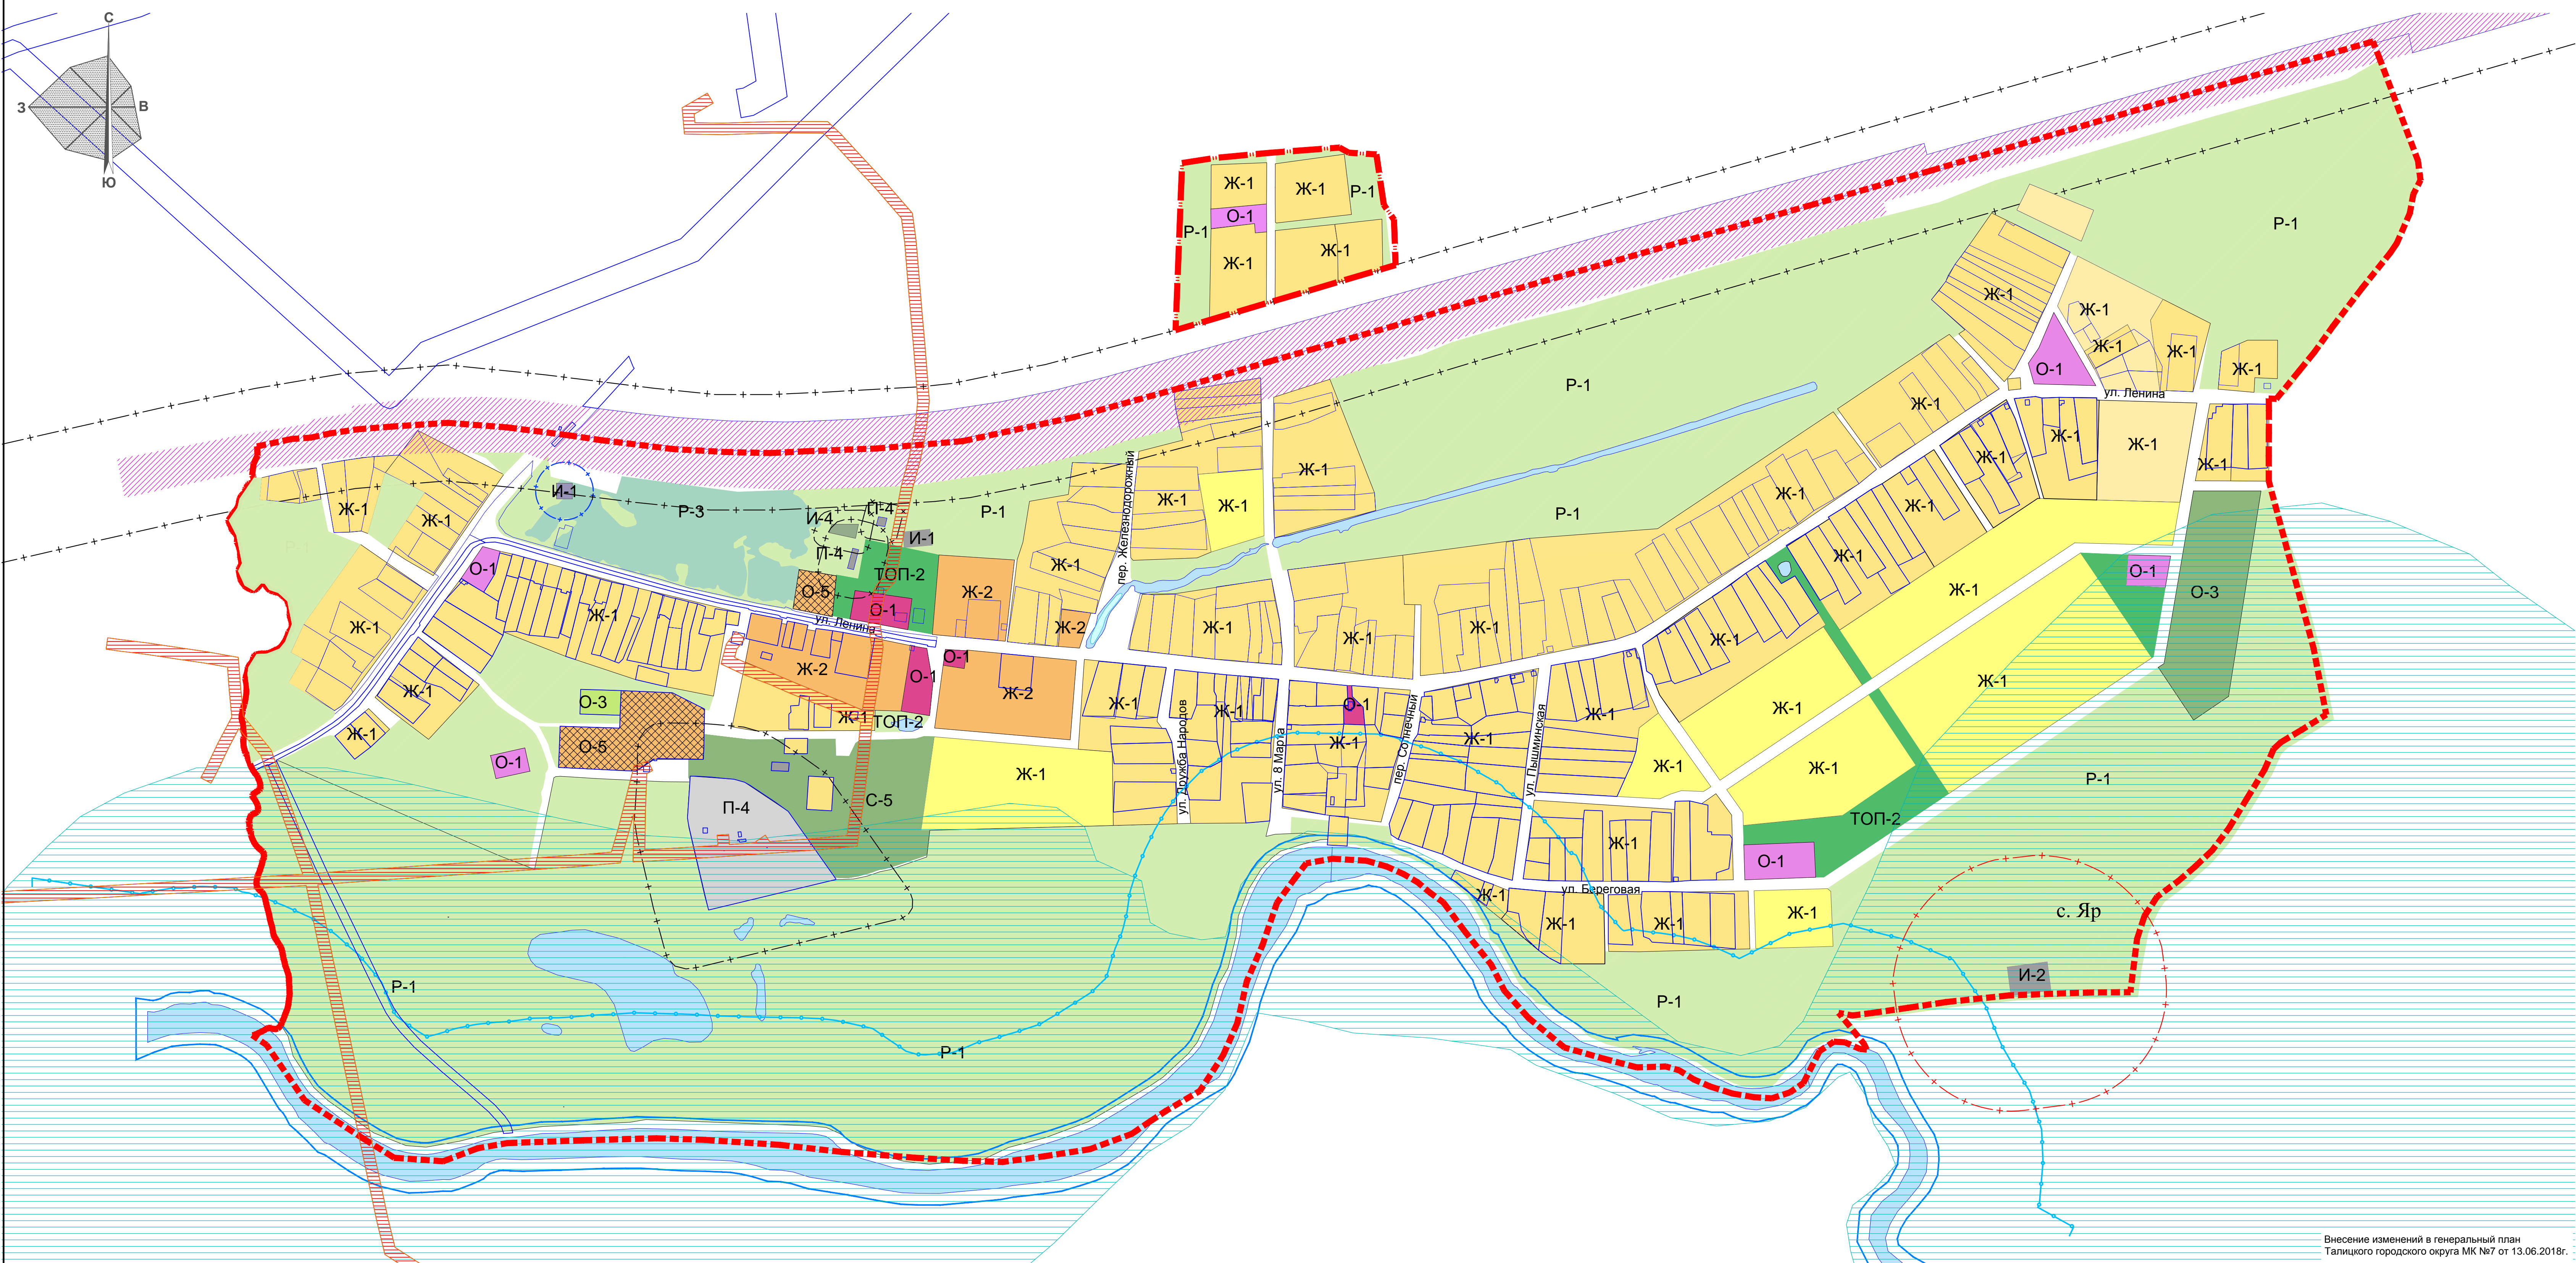 С
З
В
Ю
Ж-1
Ж-1
Р-1
О-1
Р-1
Ж-1
Ж-1
Р-1
Ж-1
Ж-1
Ж-1
Ж-1
О-1
Ж-1
ул. Ленина
Р-1
Ж-1
Ж-1
Ж-1
Ж-1
Ж-1
Ж-1
Ж-1
Ж-1
Ж-1
Ж-1
Ж-1
пер. Железнодорожный
И-1
Р-3
И-4
П-4
Р-1
Р-1
Ж-1
Ж-1
И-1
П-4
ТОП-2
Р-1
О-1
Ж-1
Ж-1
О-1
О-5
Ж-2
Ж-1
О-3
О-1
ул. Ленина
Ж-1
Ж-1
Ж-2
Ж-1
Ж-1
Ж-1
Ж-1
Ж-2
О-1
О-1
Ж-2
Ж-1
Ж-1
О-3
Ж-1
Ж-1
Ж-1
О-1
Ж-1
Ж-1
Ж-1
ТОП-2
ул. Дружба Народов
ул. 8 Марта
Ж-1
пер. Солнечный
Ж-1
ул. Пышминская
О-5
О-1
Ж-1
Ж-1
Ж-1
Р-1
П-4
С-5
ТОП-2
Ж-1
О-1
ул. Береговая
Ж-1
Ж-1
Ж-1
Ж-1
с. Яр
И-2
Р-1
Р-1
Р-1
Внесение изменений в генеральный план
Талицкого городского округа МК №7 от 13.06.2018г.